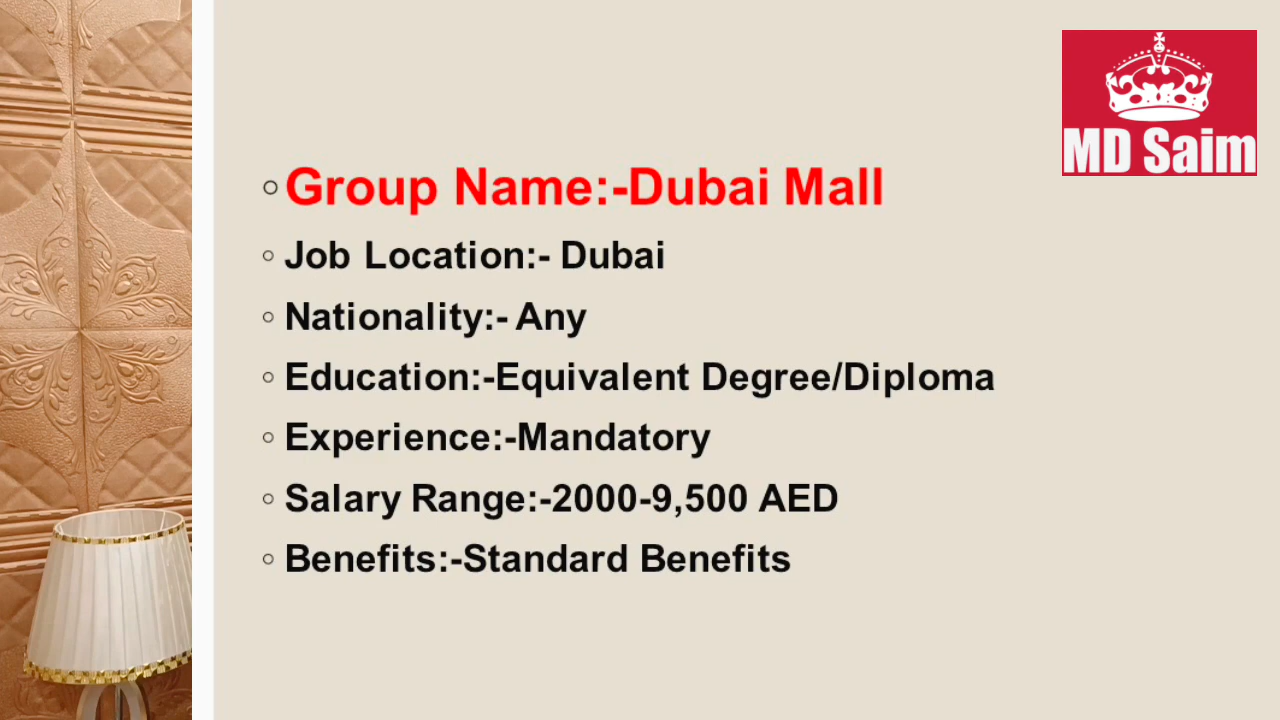 MD Saim
Group Name:-Dubai Mall
Job Location:- Dubai
Nationality:- Any
Education:-Equivalent Degree/Diploma
Experience:-Mandatory
Salary Range:-2000-9,500 AED
Benefits:-Standard Benefits